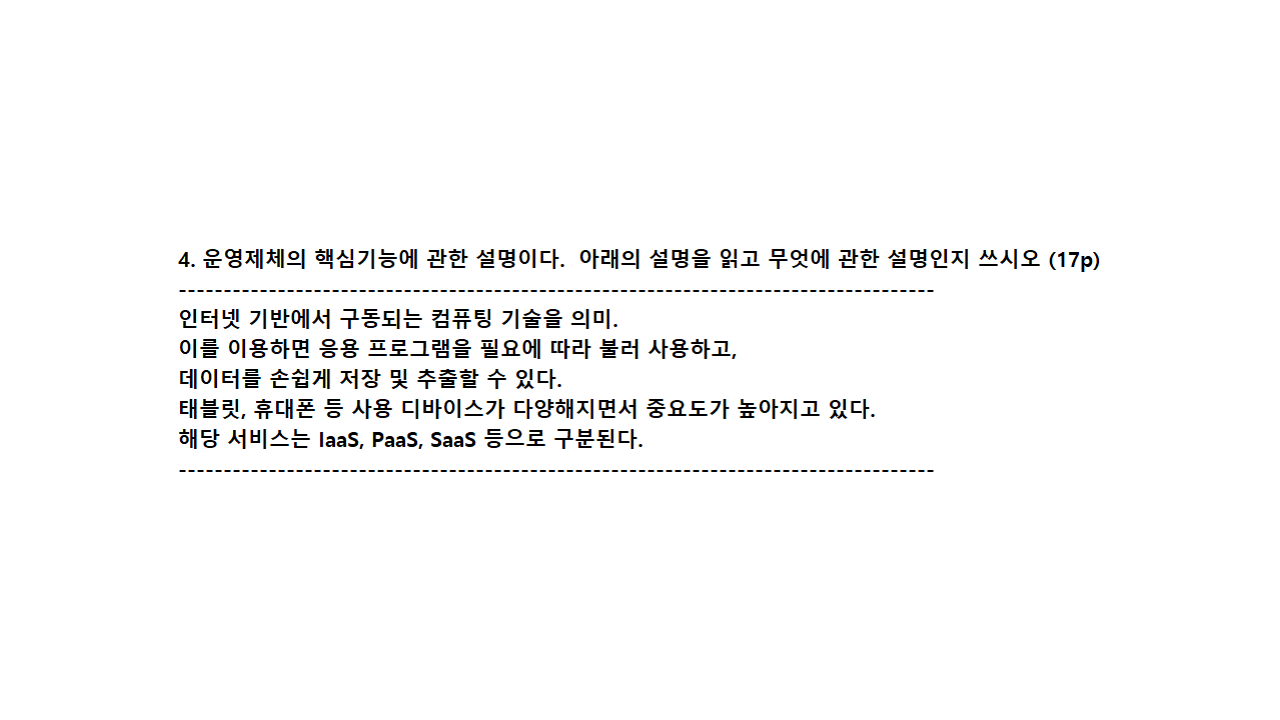 4. 운영제체의 핵심기능에 관한 설명이다.  아래의 설명을 읽고 무엇에 관한 설명인지 쓰시오 (17p)
------------------------------------------------------------------------------------
인터넷 기반에서 구동되는 컴퓨팅 기술을 의미.
이를 이용하면 응용 프로그램을 필요에 따라 불러 사용하고,
데이터를 손쉽게 저장 및 추출할 수 있다.
태블릿, 휴대폰 등 사용 디바이스가 다양해지면서 중요도가 높아지고 있다.
해당 서비스는 IaaS, PaaS, SaaS 등으로 구분된다.
------------------------------------------------------------------------------------